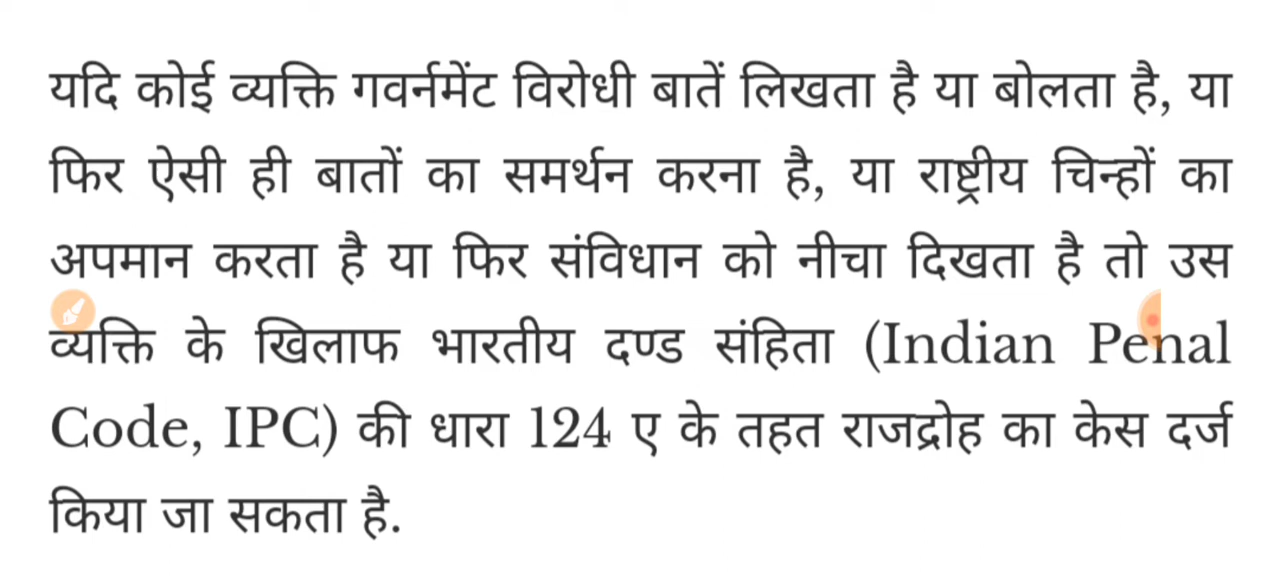 यदि कोई व्यक्ति गवर्नमेंट विरोधी बातें लिखता है या बोलता है, या
फिर ऐसी ही बातों का समर्थन करना है, या राष्ट्रीय चिन्हों का
अपमान करता है या फिर संविधान को नीचा दिखता है तो उस
व्यक्ति के खिलाफ भारतीय दण्ड संहिता (Indian Penal
Code, IPC) की धारा 124 ए के तहत राजद्रोह का केस दर्ज
किया जा सकता है.